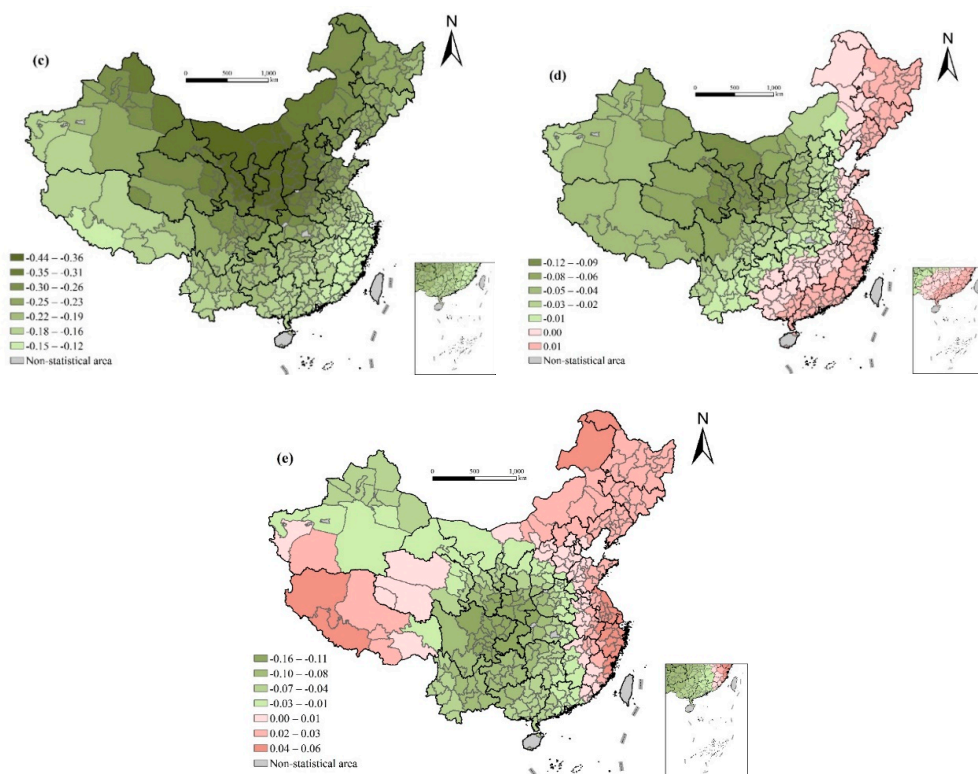 (c)
N
0 500 1,000
km
-0.44 – -0.36
-0.35 – -0.31
-0.30 – -0.26
-0.25 – -0.23
-0.22 – -0.19
-0.18 – -0.16
-0.15 – -0.12
Non-statistical area
(d)
N
0 500 1,000
km
-0.12 – -0.09
-0.08 – -0.06
-0.05 – -0.04
-0.03 – -0.02
-0.01
0.00
0.01
Non-statistical area
(e)
N
0 500 1,000
km
-0.16 – -0.11
-0.10 – -0.08
-0.07 – -0.04
-0.03 – -0.01
0.00 – 0.01
0.02 – 0.03
0.04 – 0.06
Non-statistical area